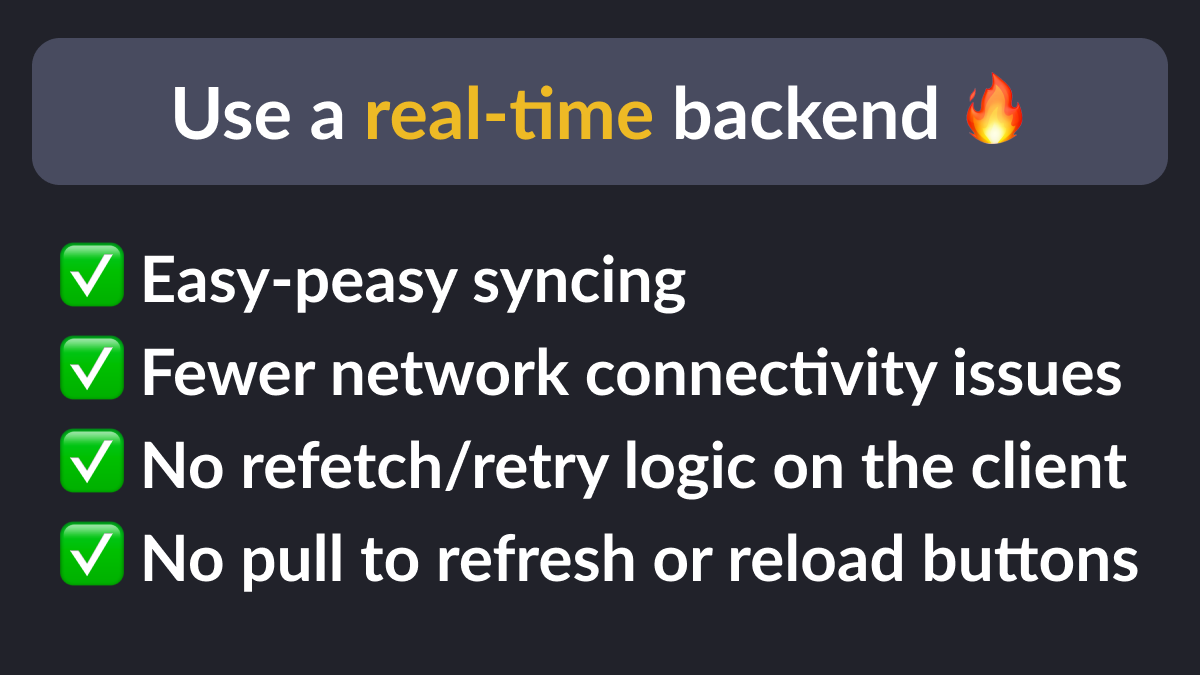 Use a real-time backend 🔥
✅ Easy-peasy syncing
✅ Fewer network connectivity issues
✅ No refetch/retry logic on the client
✅ No pull to refresh or reload buttons